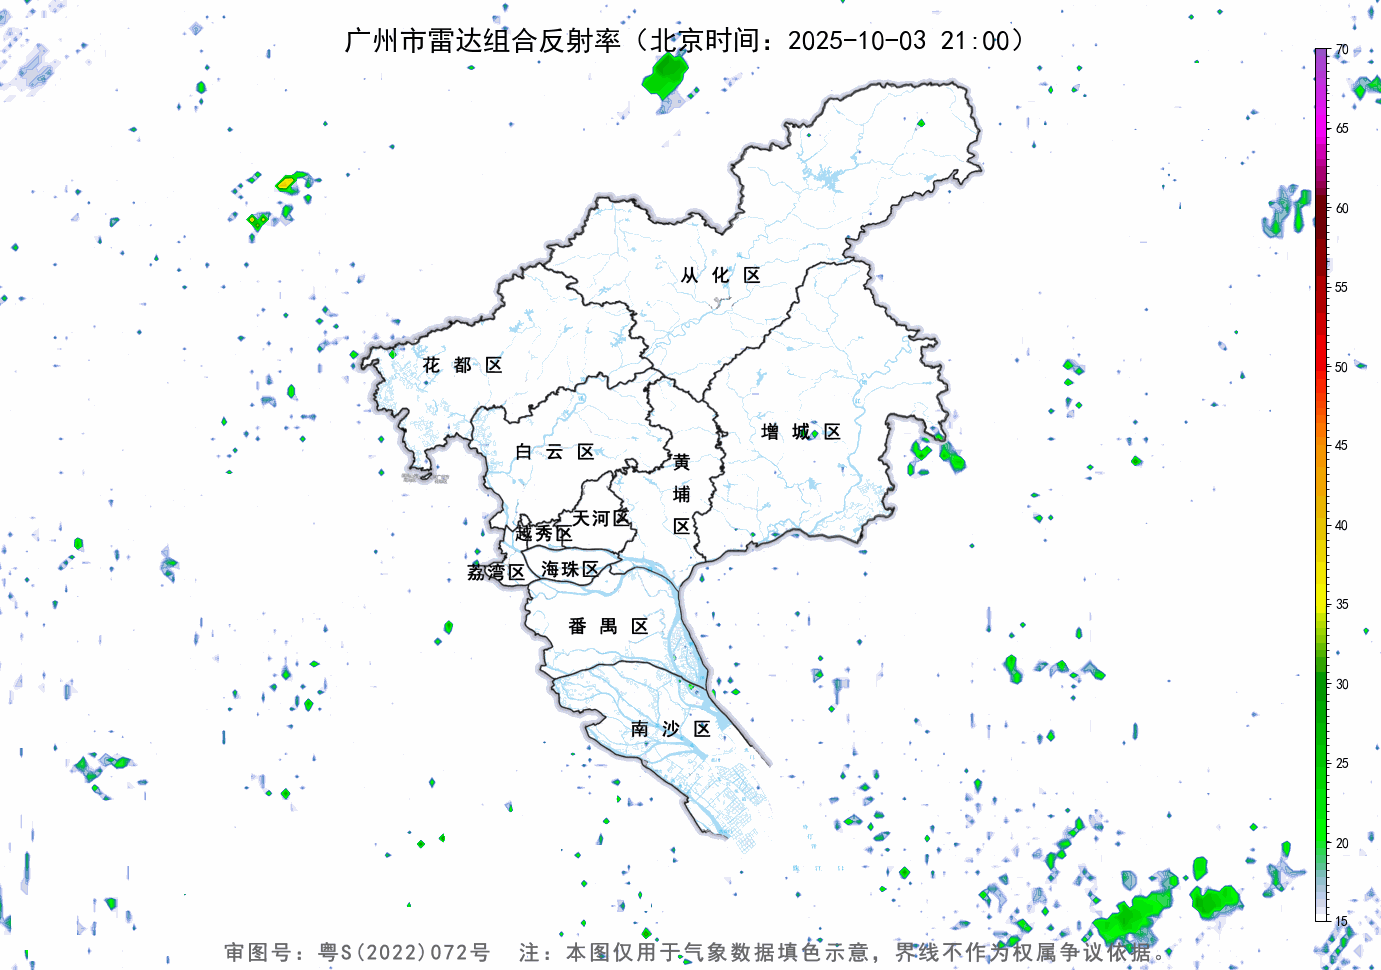 广州市雷达组合反射率（北京时间：2025-10-03 21:00）
70
65
60
55
50
45
40
35
30
25
20
15
从化区
花都区
增城区
白云区
黄埔区
天河区
越秀区
荔湾区
海珠区
番禺区
南沙区
审图号：粤S(2022)072号 注：本图仅用于气象数据填色示意，界线不作为权属争议依据。